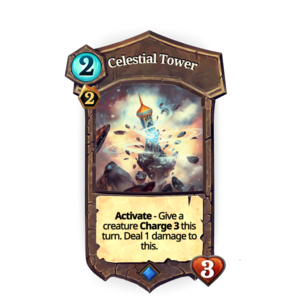 2
Celestial Tower
2
Activate - Give a
creature Charge 3 this
turn. Deal 1 damage to
this.
3